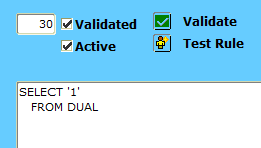 30 Validated Validate
Active Test Rule
SELECT '1'
FROM DUAL